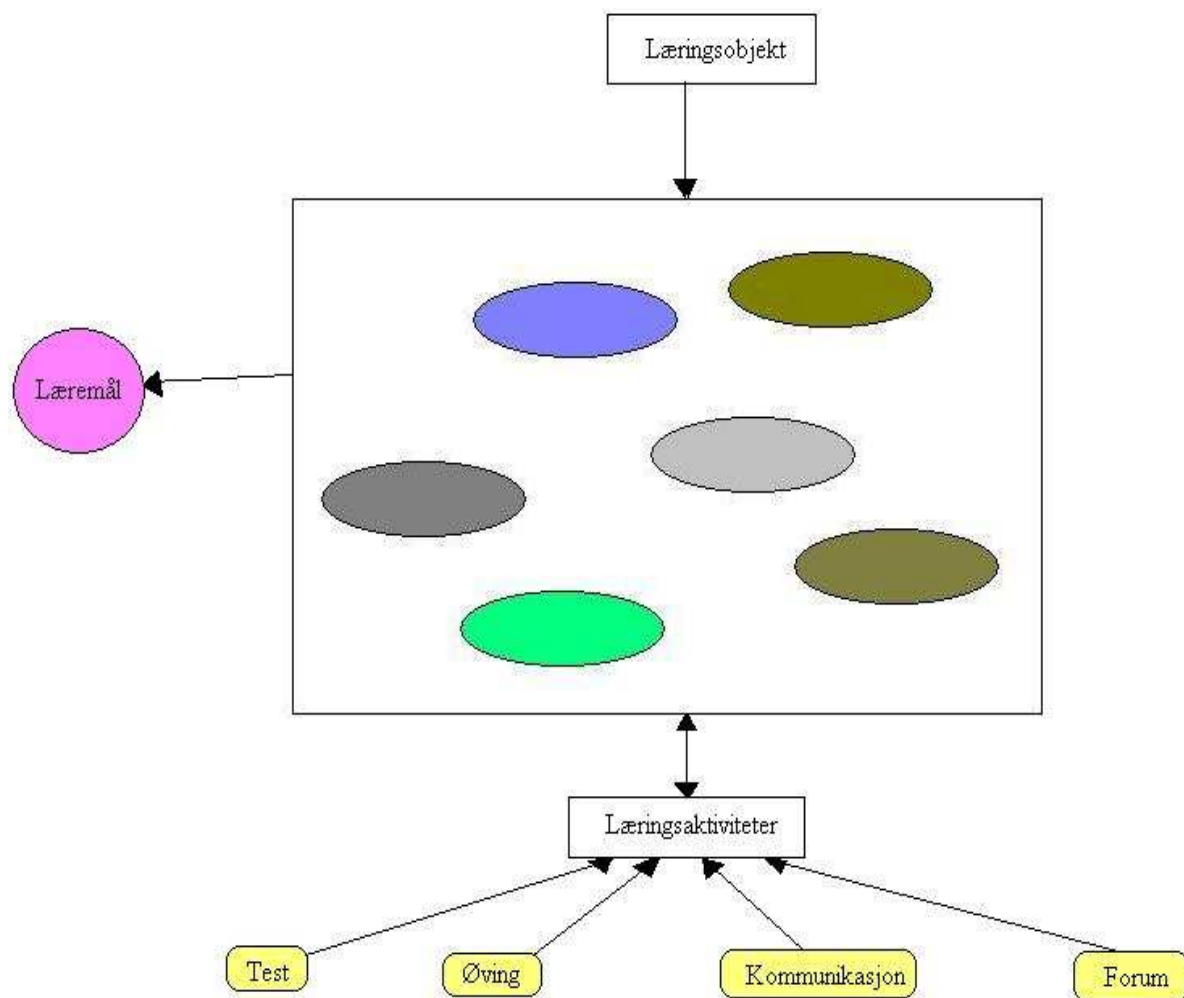 Læringsobjekt
Læremål
Læringsaktiviteter
Test
Øving
Kommunikasjon
Forum